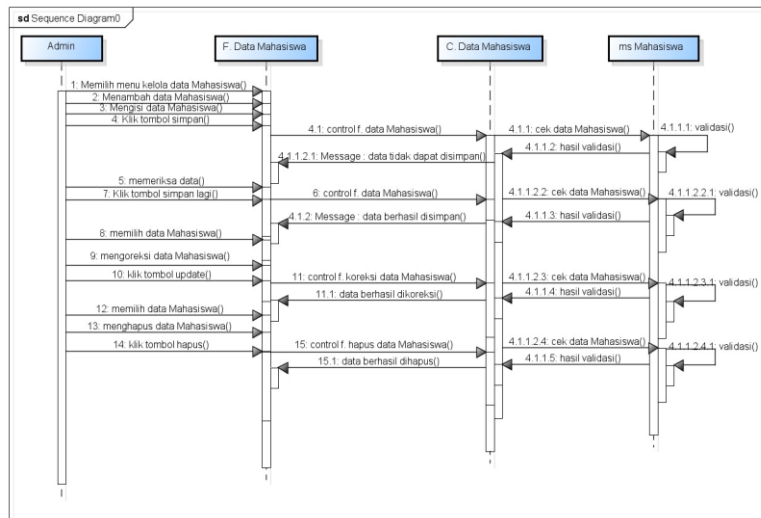 sd Sequence Diagram0
Admin
F. Data Mahasiswa
C. Data Mahasiswa
ms Mahasiswa
1: Memilih menu kelola data Mahasiswa()
2: Menambah data Mahasiswa()
3: Mengisi data Mahasiswa()
4: Klik tombol simpan()
4.1: control f. data Mahasiswa()
4.1.1: cek data Mahasiswa()
4.1.1.1: validasi()
4.1.1.2: hasil validasi()
4.1.1.2.1: Message : data tidak dapat disimpan()
5: memeriksa data()
7: Klik tombol simpan lagi()
6: control f. data Mahasiswa()
4.1.1.2.2: cek data Mahasiswa()
4.1.1.2.2.1: validasi()
4.1.2: Message : data berhasil disimpan()
4.1.1.3: hasil validasi()
8: memilih data Mahasiswa()
9: mengoreksi data Mahasiswa()
10: klik tombol update()
11: control f. koreksi data Mahasiswa()
4.1.1.2.3: cek data Mahasiswa()
4.1.1.2.3.1: validasi()
11.1: data berhasil dikoreksi()
4.1.1.4: hasil validasi()
12: memilih data Mahasiswa()
13: menghapus data Mahasiswa()
14: klik tombol hapus()
15: control f. hapus data Mahasiswa()
4.1.1.2.4: cek data Mahasiswa()
4.1.1.2.4.1: validasi()
15.1: data berhasil dihapus()
4.1.1.5: hasil validasi()